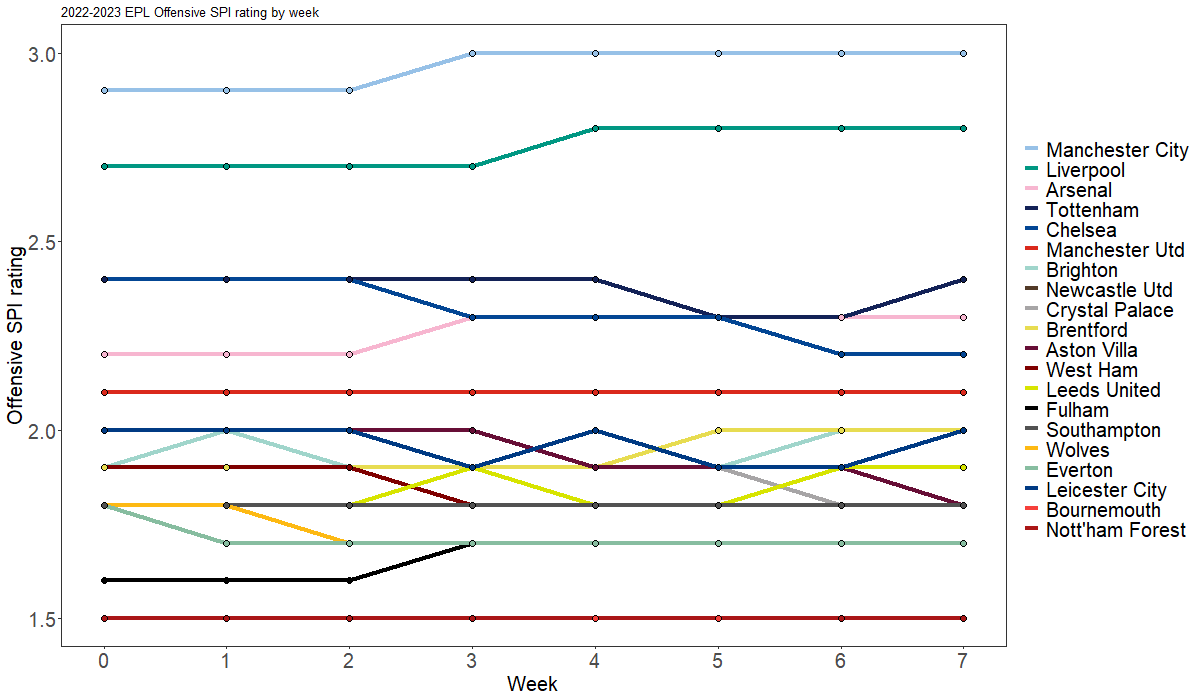 2022-2023 EPL Offensive SPI rating by week
Offensive SPI rating
3.0
2.5
2.0
1.5
0 1 2 3 4 5 6 7
Week
Manchester City
Liverpool
Arsenal
Tottenham
Chelsea
Manchester Utd
Brighton
Newcastle Utd
Crystal Palace
Brentford
Aston Villa
West Ham
Leeds United
Fulham
Southampton
Wolves
Everton
Leicester City
Bournemouth
Nott'ham Forest